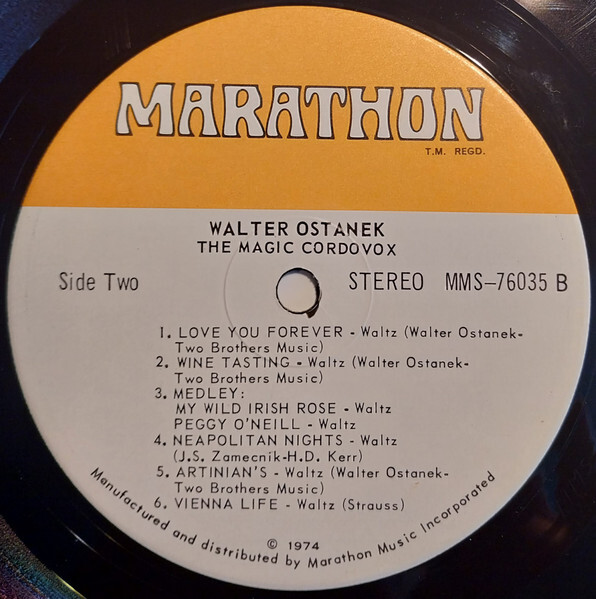 MARATHON
T.M. REGD.
WALTER OSTANEK
THE MAGIC CORDOVOX
Side Two
STEREO MMS-76035 B
1. LOVE YOU FOREVER - Waltz (Walter Ostanek-
Two Brothers Music)
2. WINE TASTING - Waltz (Walter Ostanek-
Two Brothers Music)
3. MEDLEY:
MY WILD IRISH ROSE - Waltz
PEGGY O'NEILL - Waltz
4. NEAPOLITAN NIGHTS - Waltz
(J.S. Zamecnik-H.D. Kerr)
5. ARTINIAN'S - Waltz (Walter Ostanek-
Two Brothers Music)
6. VIENNA LIFE - Waltz (Strauss)
© 1974
Manufactured and distributed by Marathon Music Incorporated